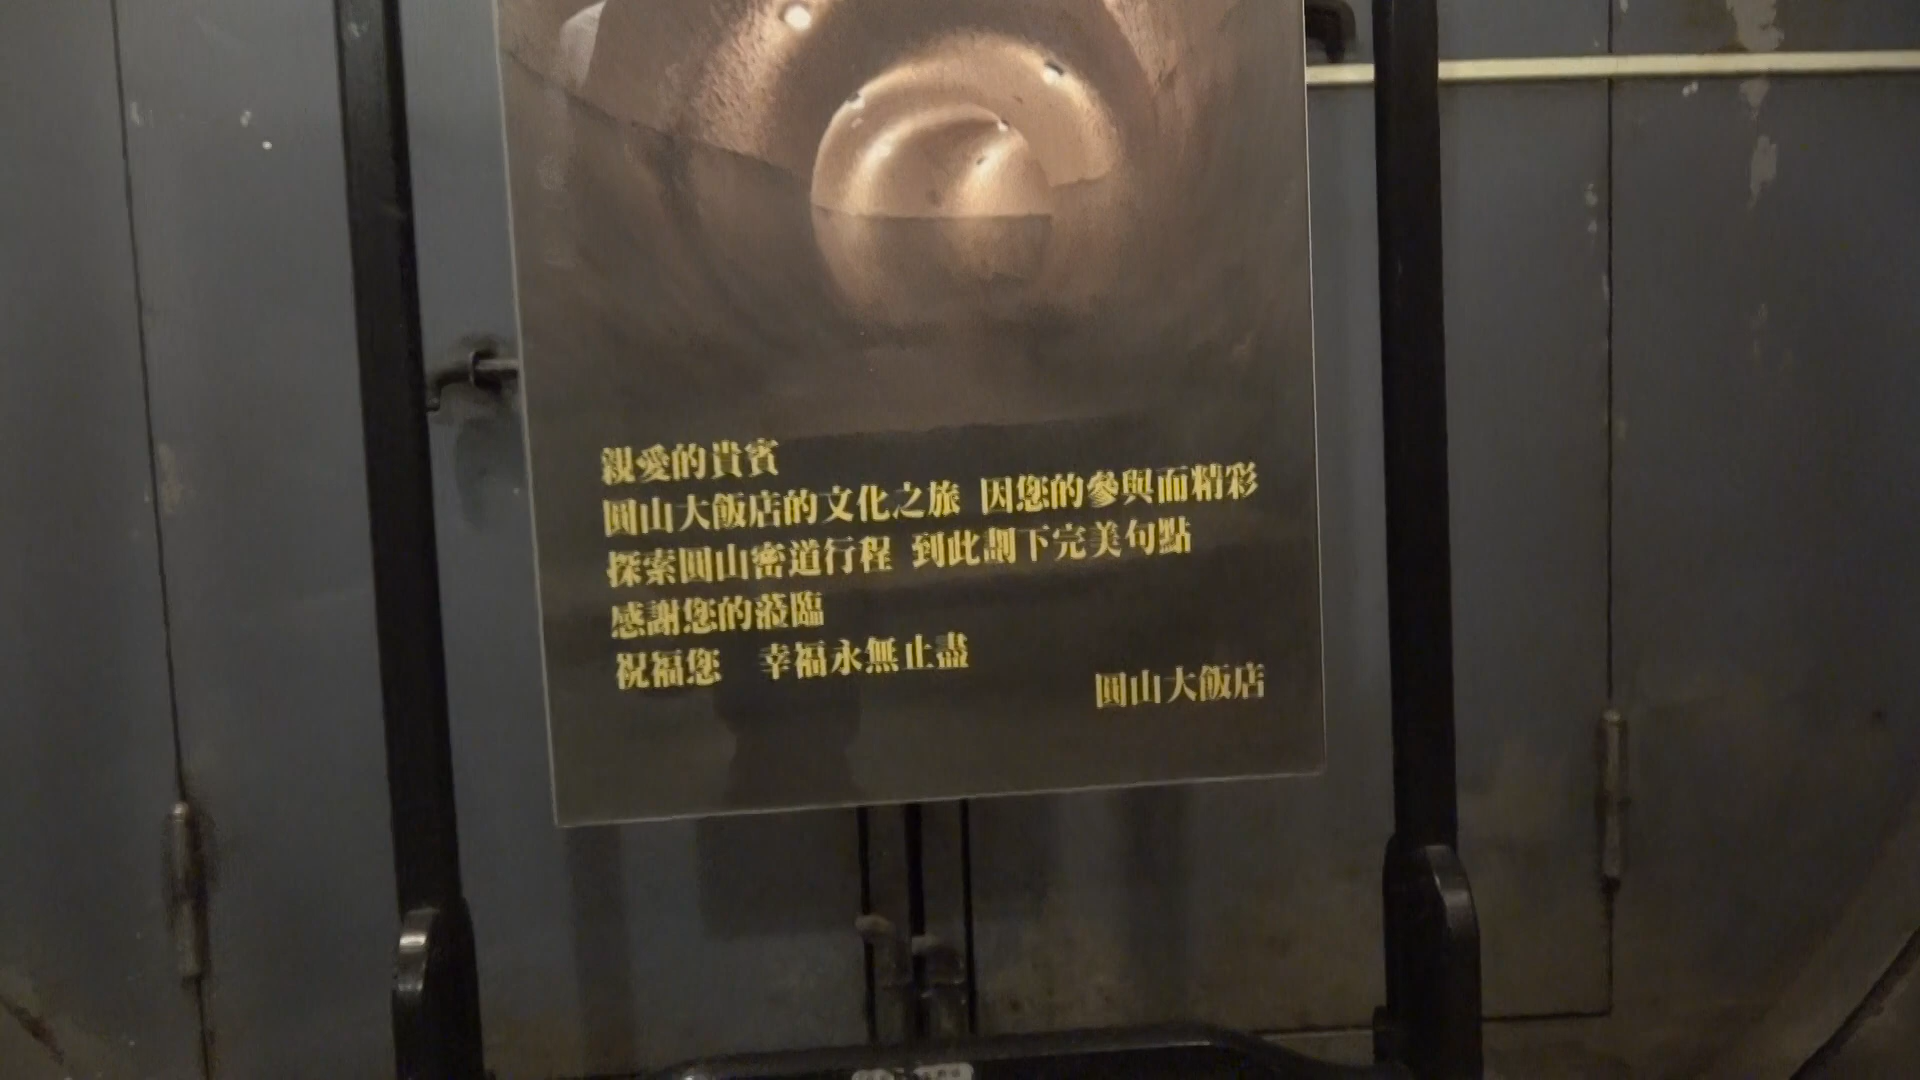 親愛的貴賓
圓山大飯店的文化之旅 因您的參與而精彩
探索圓山密道行程 到此劃下完美句點
感謝您的蒞臨
祝福您 幸福永無止盡
圓山大飯店